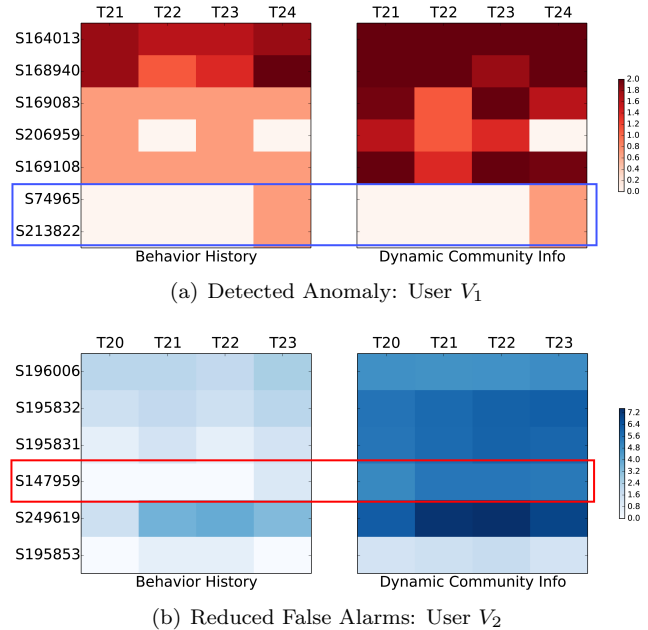 T21 T22 T23 T24 T21 T22 T23 T24
S164013
S168940
S169083
S206959
S169108
S74965
S213822
2.0
1.8
1.6
1.4
1.2
1.0
0.8
0.6
0.4
0.2
0.0
Behavior History Dynamic Community Info
(a) Detected Anomaly: User V1
T20 T21 T22 T23 T20 T21 T22 T23
S196006
S195832
S195831
S147959
S249619
S195853
7.2
6.4
5.6
4.8
4.0
3.2
2.4
1.6
0.8
0.0
Behavior History Dynamic Community Info
(b) Reduced False Alarms: User V2